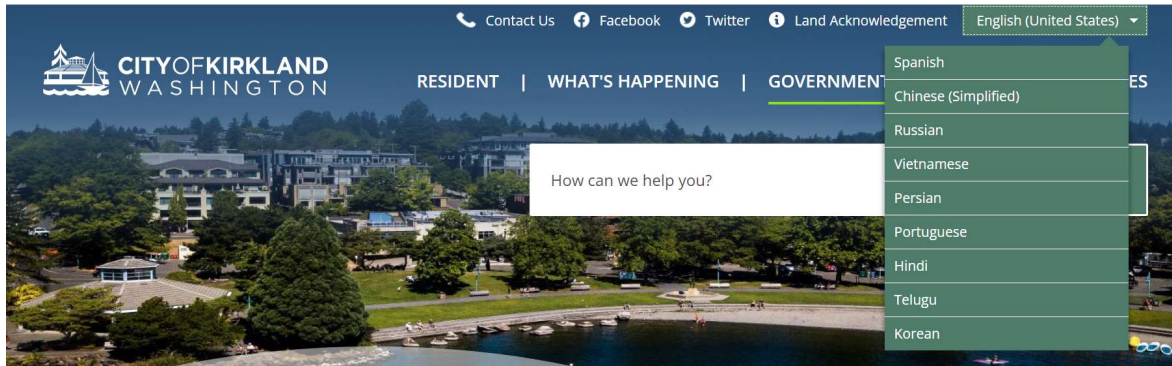 Contact Us Facebook Twitter Land Acknowledgement English (United States)
CITYOFKIRKLAND
WASHINGTON
RESIDENT | WHAT'S HAPPENING | GOVERNMENT ES
How can we help you?
Spanish
Chinese (Simplified)
Russian
Vietnamese
Persian
Portuguese
Hindi
Telugu
Korean